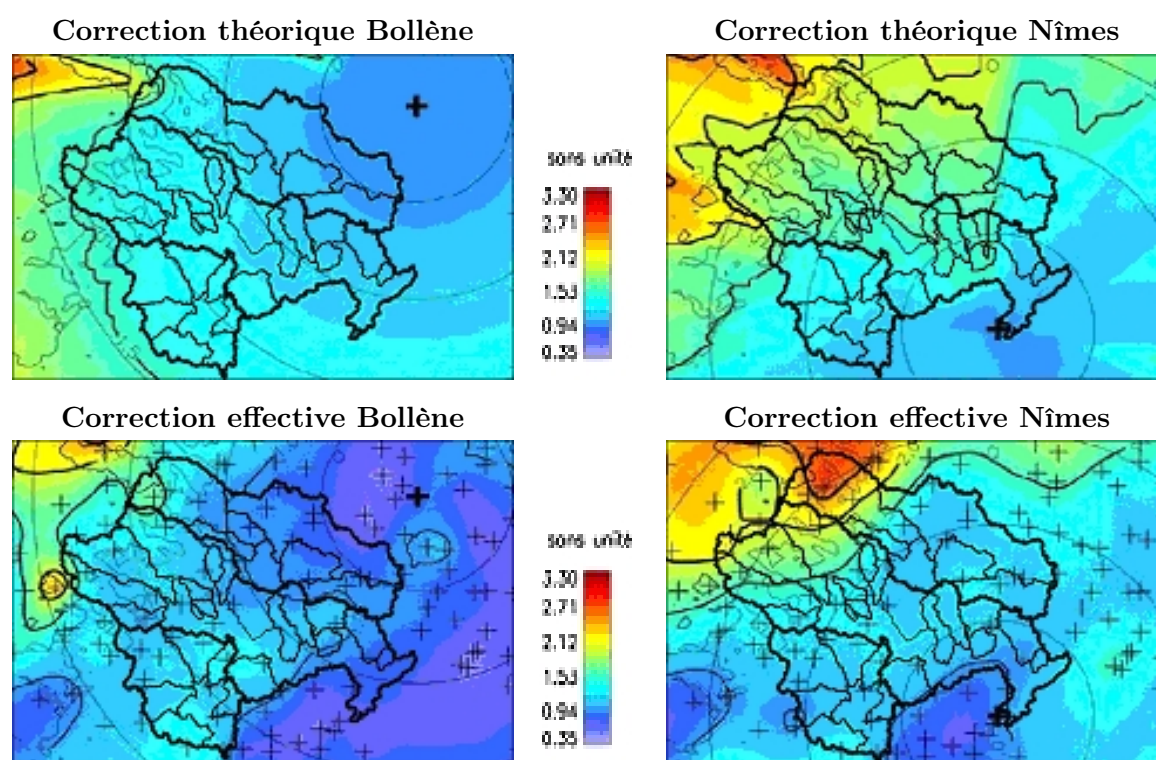 Correction théorique Bollène
Correction théorique Nîmes
sans unité
3.30
2.71
2.12
1.53
0.94
0.35
Correction effective Bollène
Correction effective Nîmes
sans unité
3.30
2.71
2.12
1.53
0.94
0.35